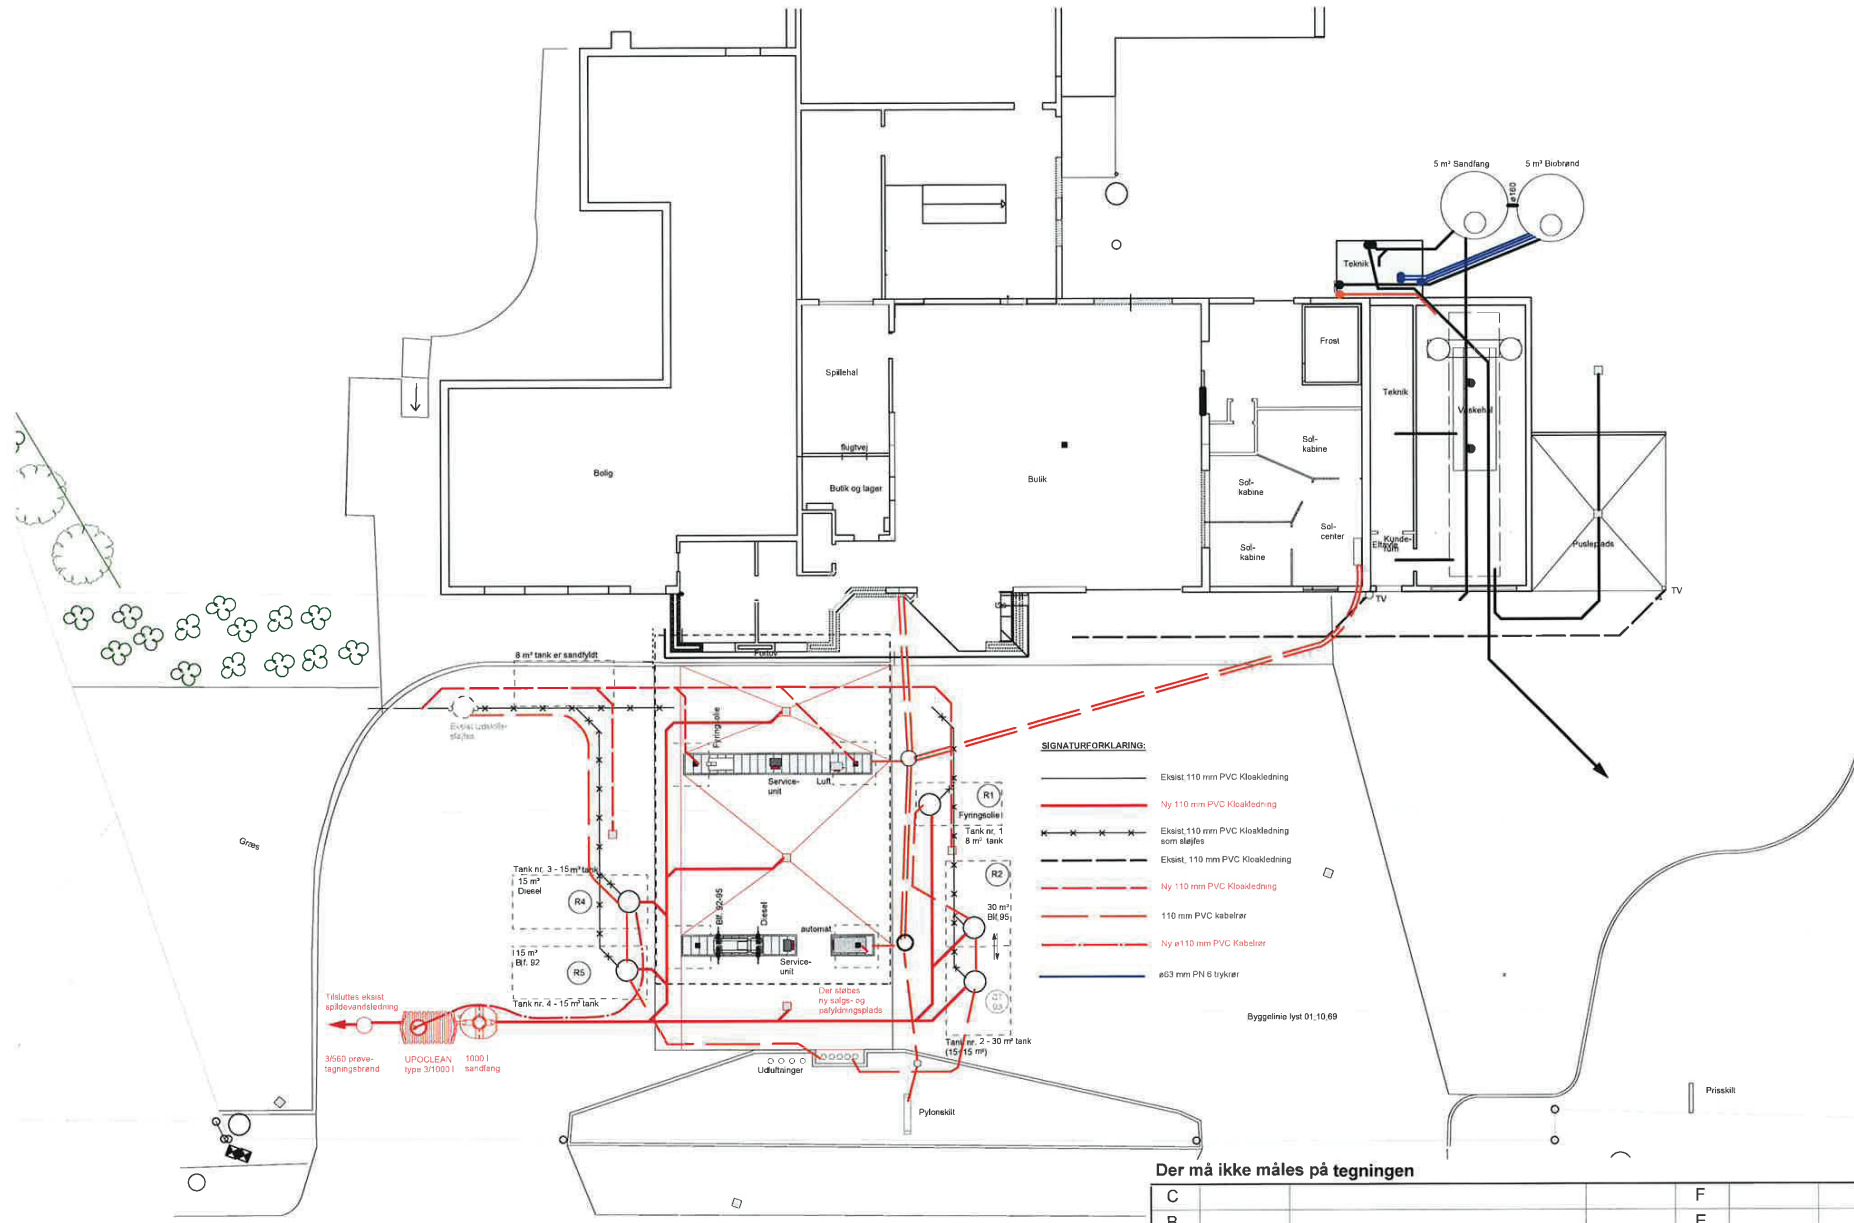 5 m³ Sandfang
5 m³ Biobrønd
ø160
Teknik
Frost
Spillehal
Teknik
Vaskehal
flugtvej
Sol-
kabine
Bolig
Butik og lager
Butik
Sol-
kabine
Sol-
center
Sol-
kabine
Eltavle
Kunde-
rum
Pusleplads
TV
TV
Fortov
8 m³ tank er sandfyldt
Eksist. udskiller
sløjfes
Fyringsolie
Service-
unit
Luft
SIGNATURFORKLARING:
Eksist. 110 mm PVC Kloakledning
Ny 110 mm PVC Kloakledning
Eksist. 110 mm PVC Kloakledning
som sløjfes
Eksist. 110 mm PVC Kloakledning
Ny 110 mm PVC Kloakledning
110 mm PVC kabelrør
Ny ø110 mm PVC Kabelrør
ø63 mm PN 6 trykrør
R1
Fyringsolie
Tank nr. 1
8 m³ tank
Græs
Tank nr. 3 - 15 m³ tank
15 m³
Diesel
R4
R2
30 m³
Blf. 95
Blf. 92-95
Diesel
automat
Service-
unit
15 m³
Blf. 92
R5
Tank nr. 4 - 15 m³ tank
Der støbes
ny salgs- og
påfyldningsplads
Tilsluttes eksist.
spildevandsledning
3/560 prøve-
tagningsbrønd
UPOCLEAN
type 3/1000 l
1000 l
sandfang
Tank nr. 2 - 30 m³ tank
(15+15 m³)
Udluftninger
Byggelinie lyst 01.10.69
Pylonskilt
Prisskilt
Der må ikke måles på tegningen
C
F
B
E